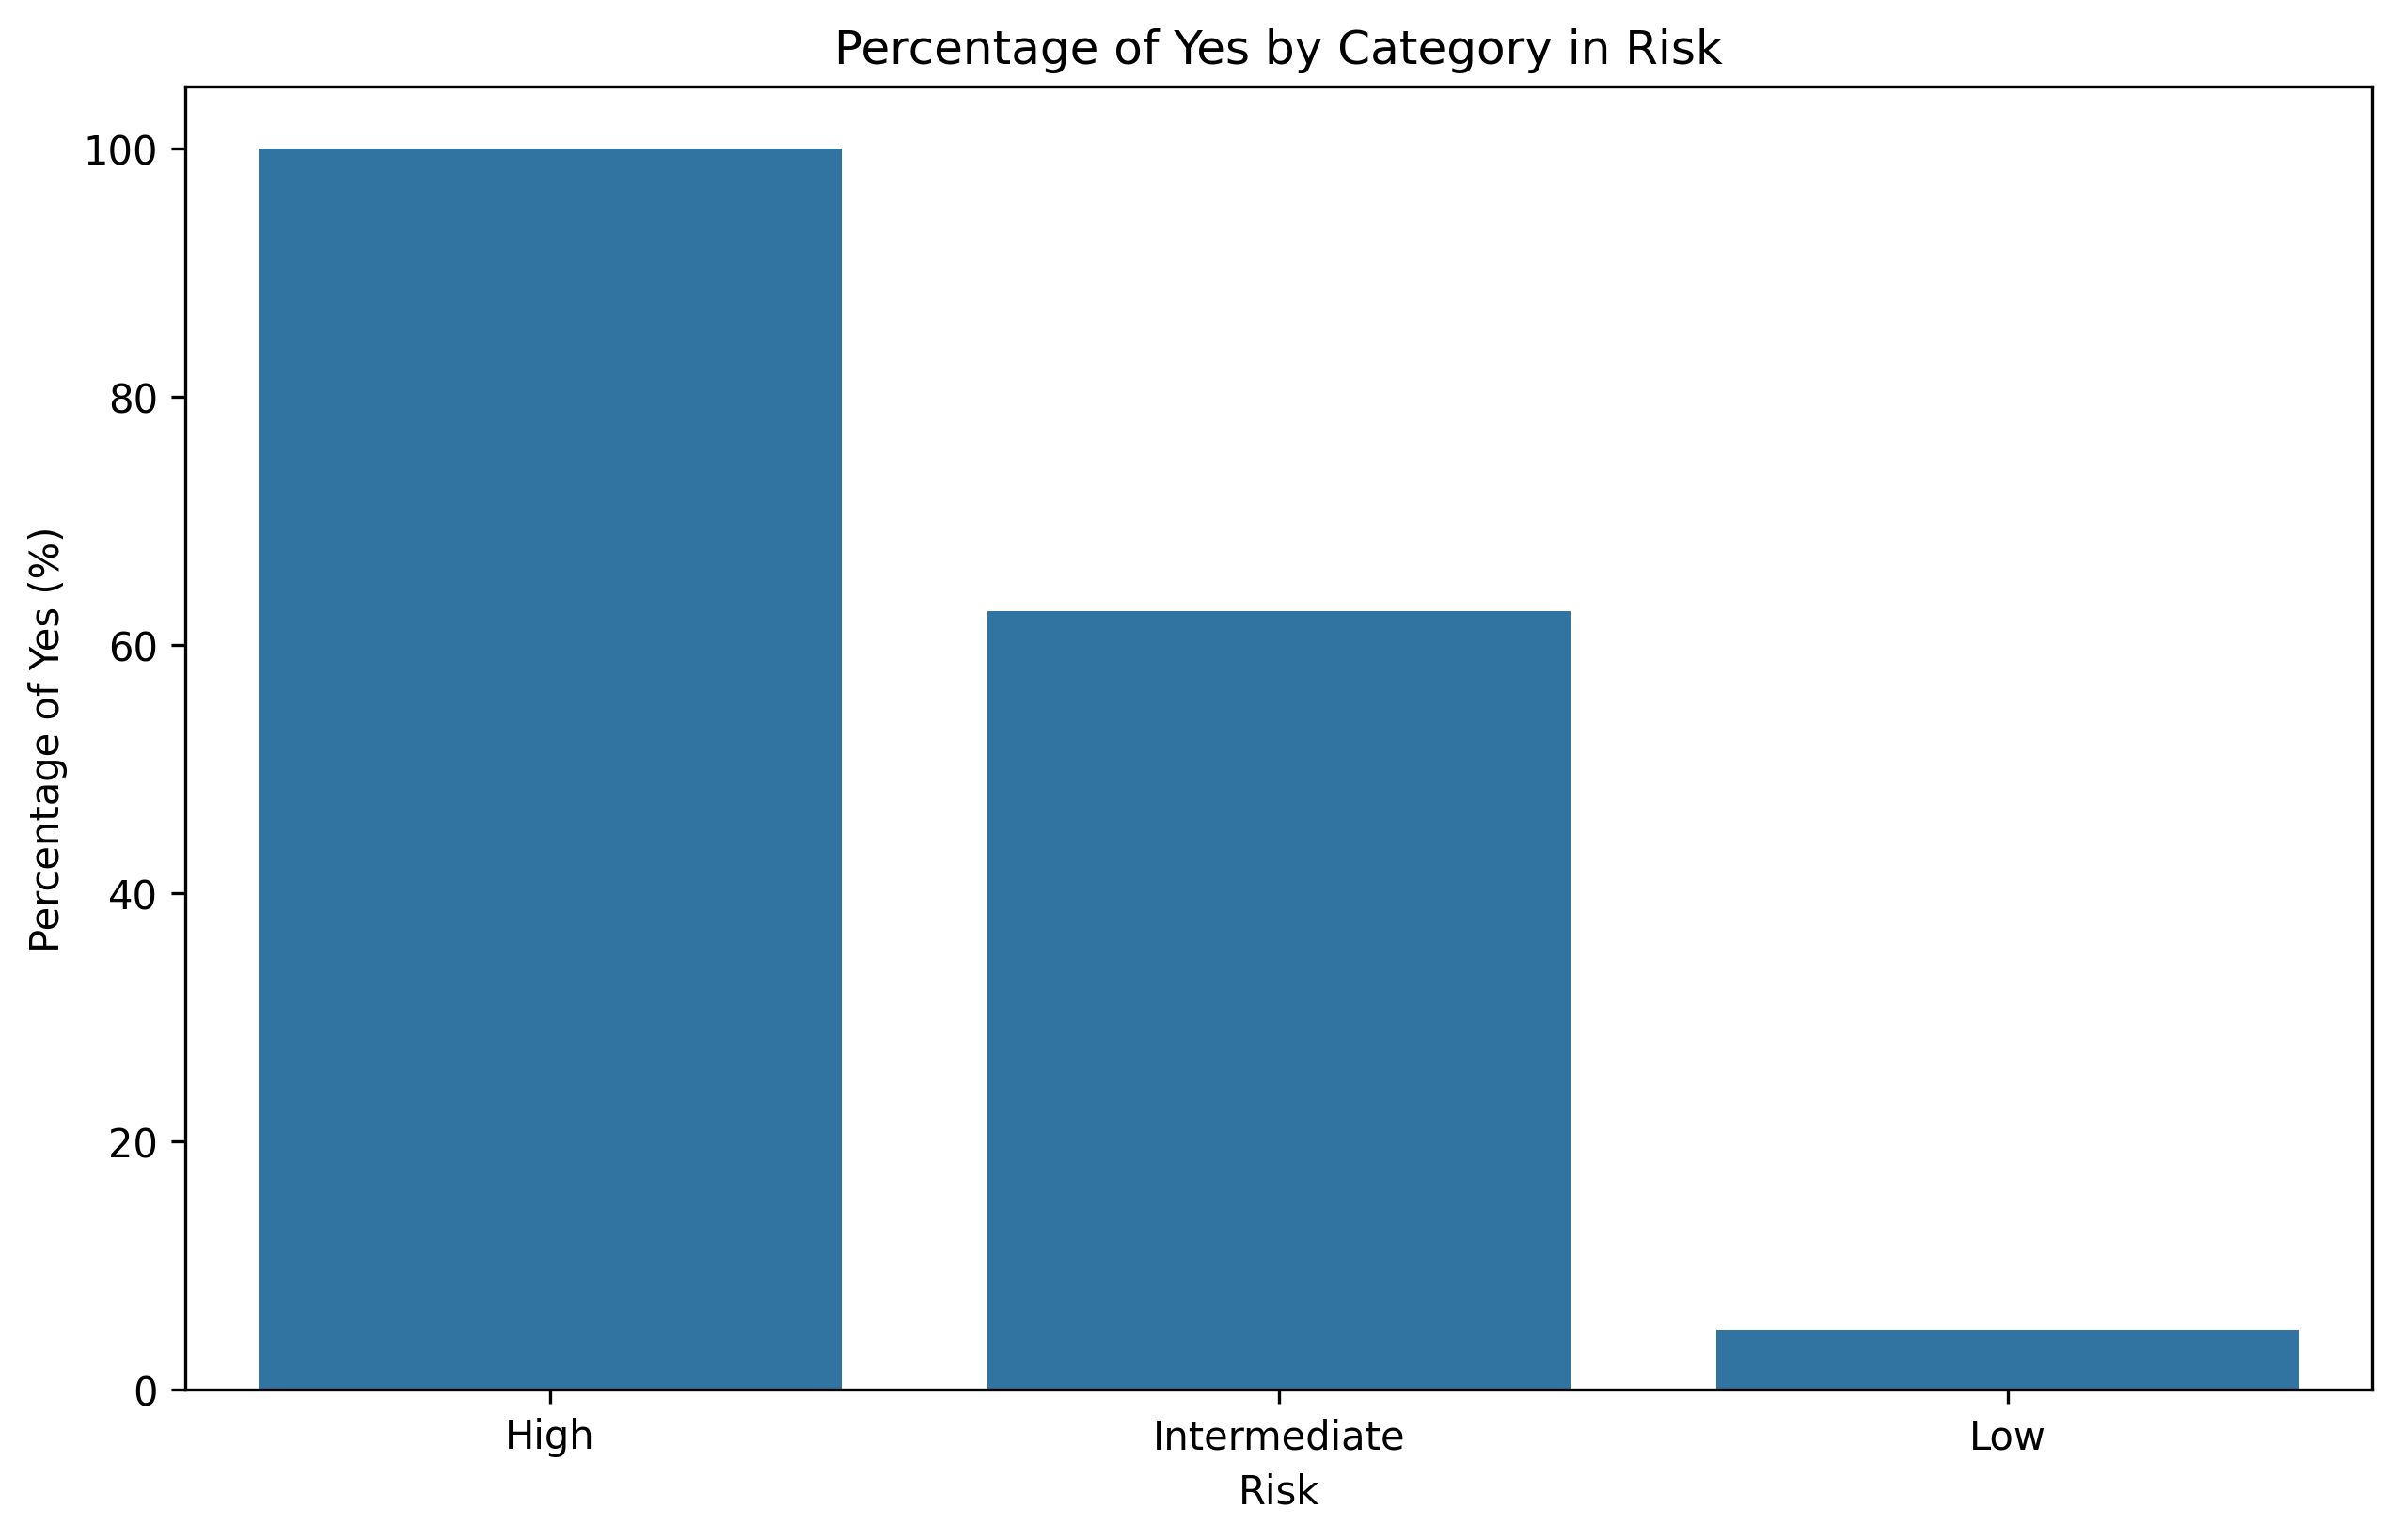 Percentage of Yes by Category in Risk
Percentage of Yes (%)
100
80
60
40
20
0
High
Intermediate
Low
Risk